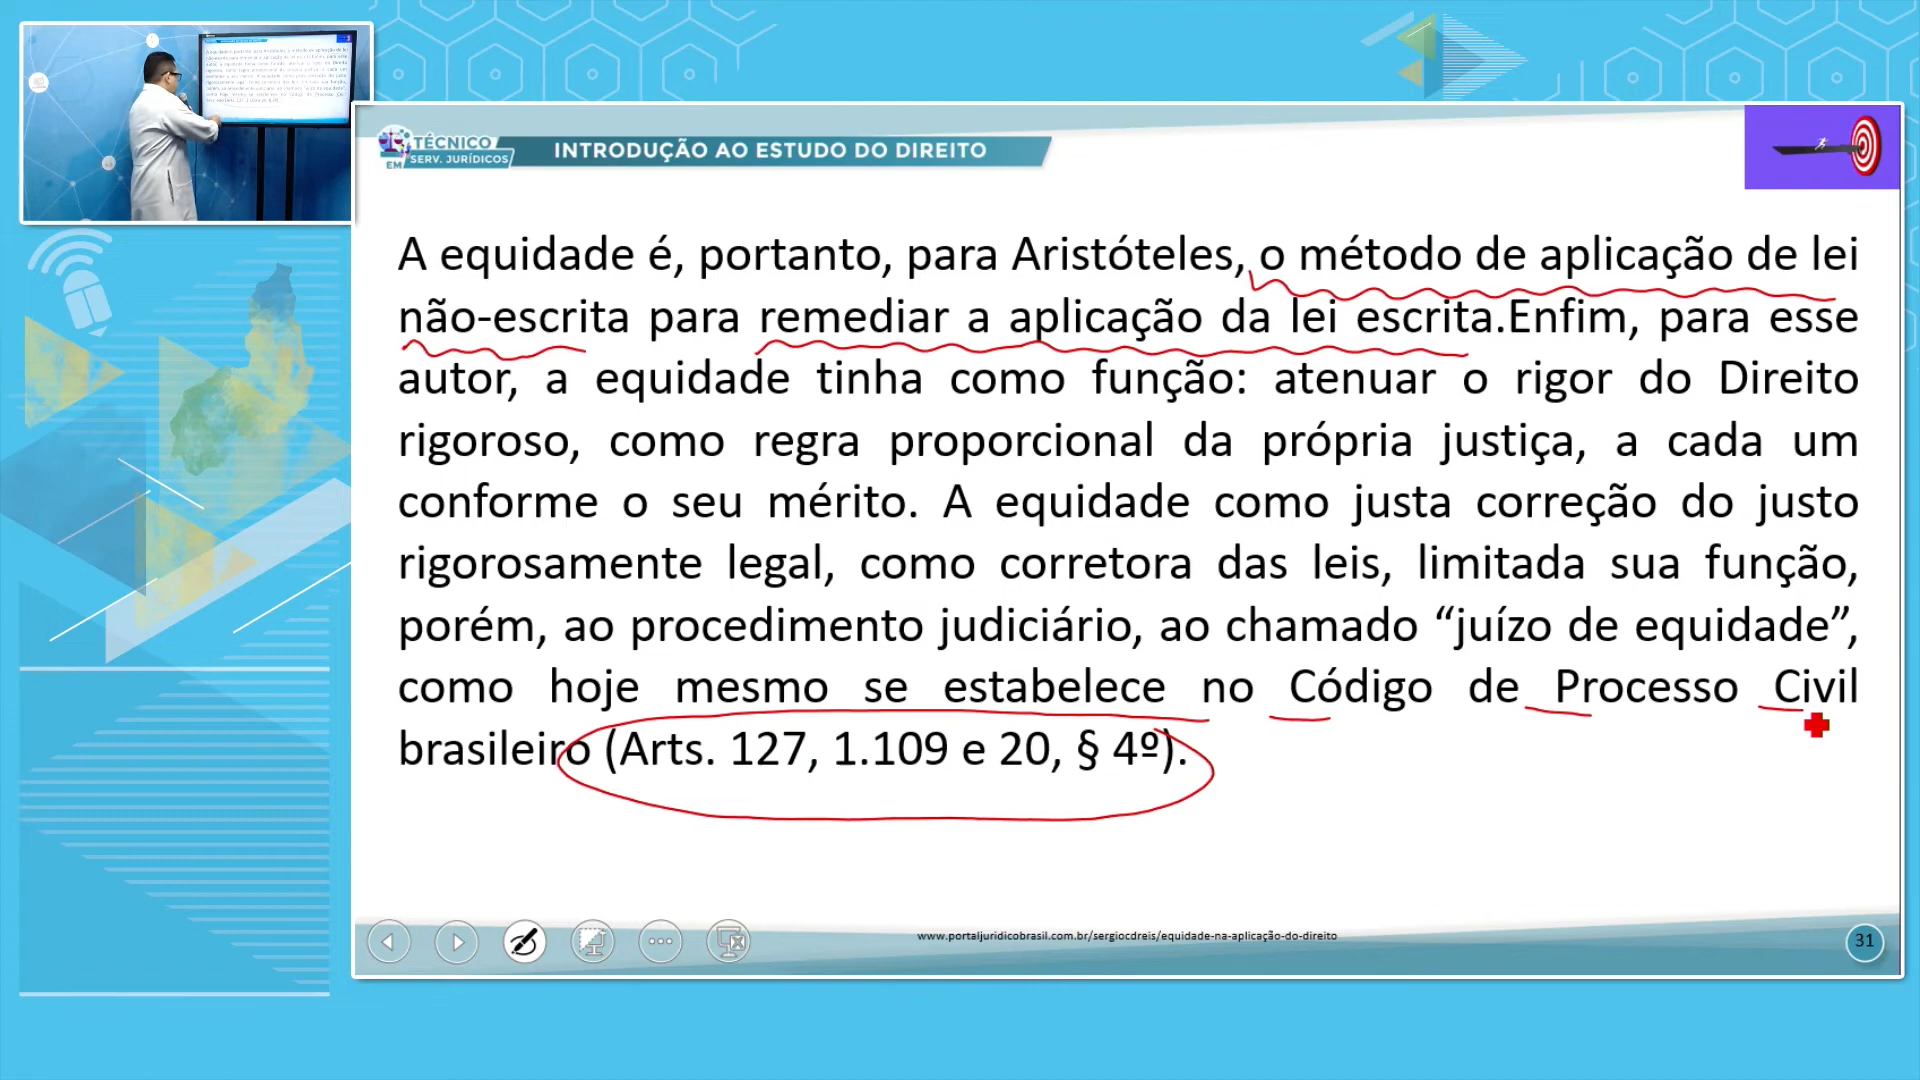 TÉCNICO
EM SERV. JURÍDICOS
INTRODUÇÃO AO ESTUDO DO DIREITO
A equidade é, portanto, para Aristóteles, o método de aplicação de lei
não-escrita para remediar a aplicação da lei escrita.Enfim, para esse
autor, a equidade tinha como função: atenuar o rigor do Direito
rigoroso, como regra proporcional da própria justiça, a cada um
conforme o seu mérito. A equidade como justa correção do justo
rigorosamente legal, como corretora das leis, limitada sua função,
porém, ao procedimento judiciário, ao chamado “juízo de equidade”,
como hoje mesmo se estabelece no Código de Processo Civil
brasileiro (Arts. 127, 1.109 e 20, § 4º).
www.portaljuridicobrasil.com.br/sergiocdreis/equidade-na-aplicação-do-direito
31